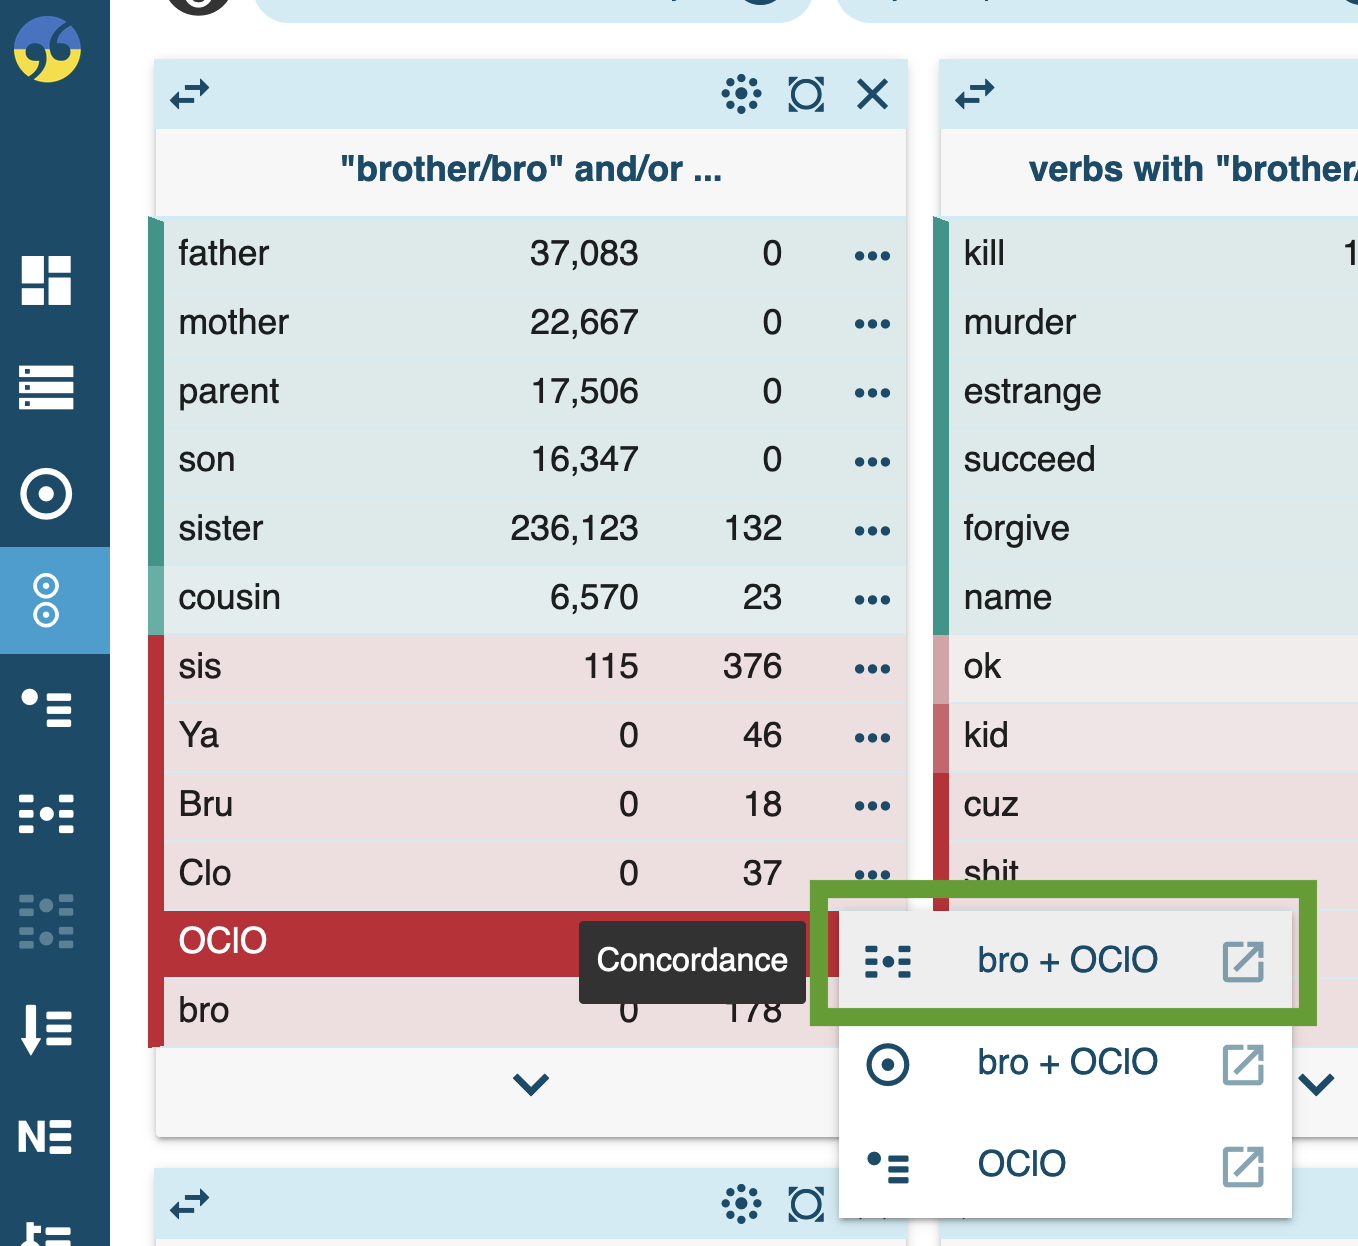 "brother/bro" and/or ...
father 37,083 0
mother 22,667 0
parent 17,506 0
son 16,347 0
sister 236,123 132
cousin 6,570 23
sis 115 376
Ya 0 46
Bru 0 18
Clo 0 37
OCIO
bro 0 178
Concordance
verbs with "brother/
kill 1
murder
estrange
succeed
forgive
name
ok
kid
cuz
shit
bro + OCIO
bro + OCIO
OCIO
N